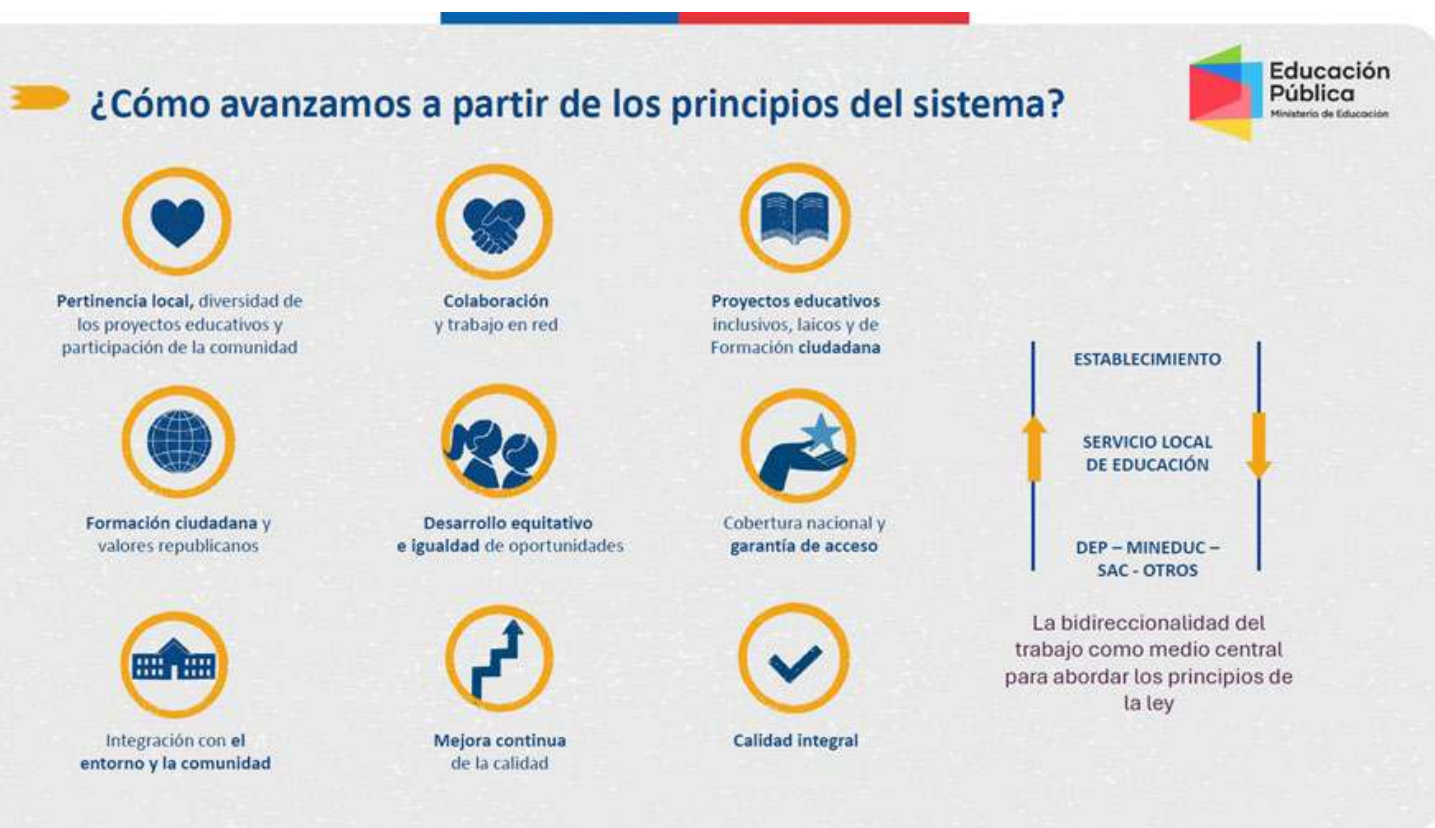 ¿Cómo avanzamos a partir de los principios del sistema?
Educación
Pública
Ministerio de Educación
Pertinencia local, diversidad de
los proyectos educativos y
participación de la comunidad
Colaboración
y trabajo en red
Proyectos educativos
inclusivos, laicos y de
Formación ciudadana
Formación ciudadana y
valores republicanos
Desarrollo equitativo
e igualdad de oportunidades
Cobertura nacional y
garantía de acceso
Integración con el
entorno y la comunidad
Mejora continua
de la calidad
Calidad integral
ESTABLECIMIENTO
SERVICIO LOCAL
DE EDUCACIÓN
DEP – MINEDUC –
SAC - OTROS
La bidireccionalidad del
trabajo como medio central
para abordar los principios de
la ley